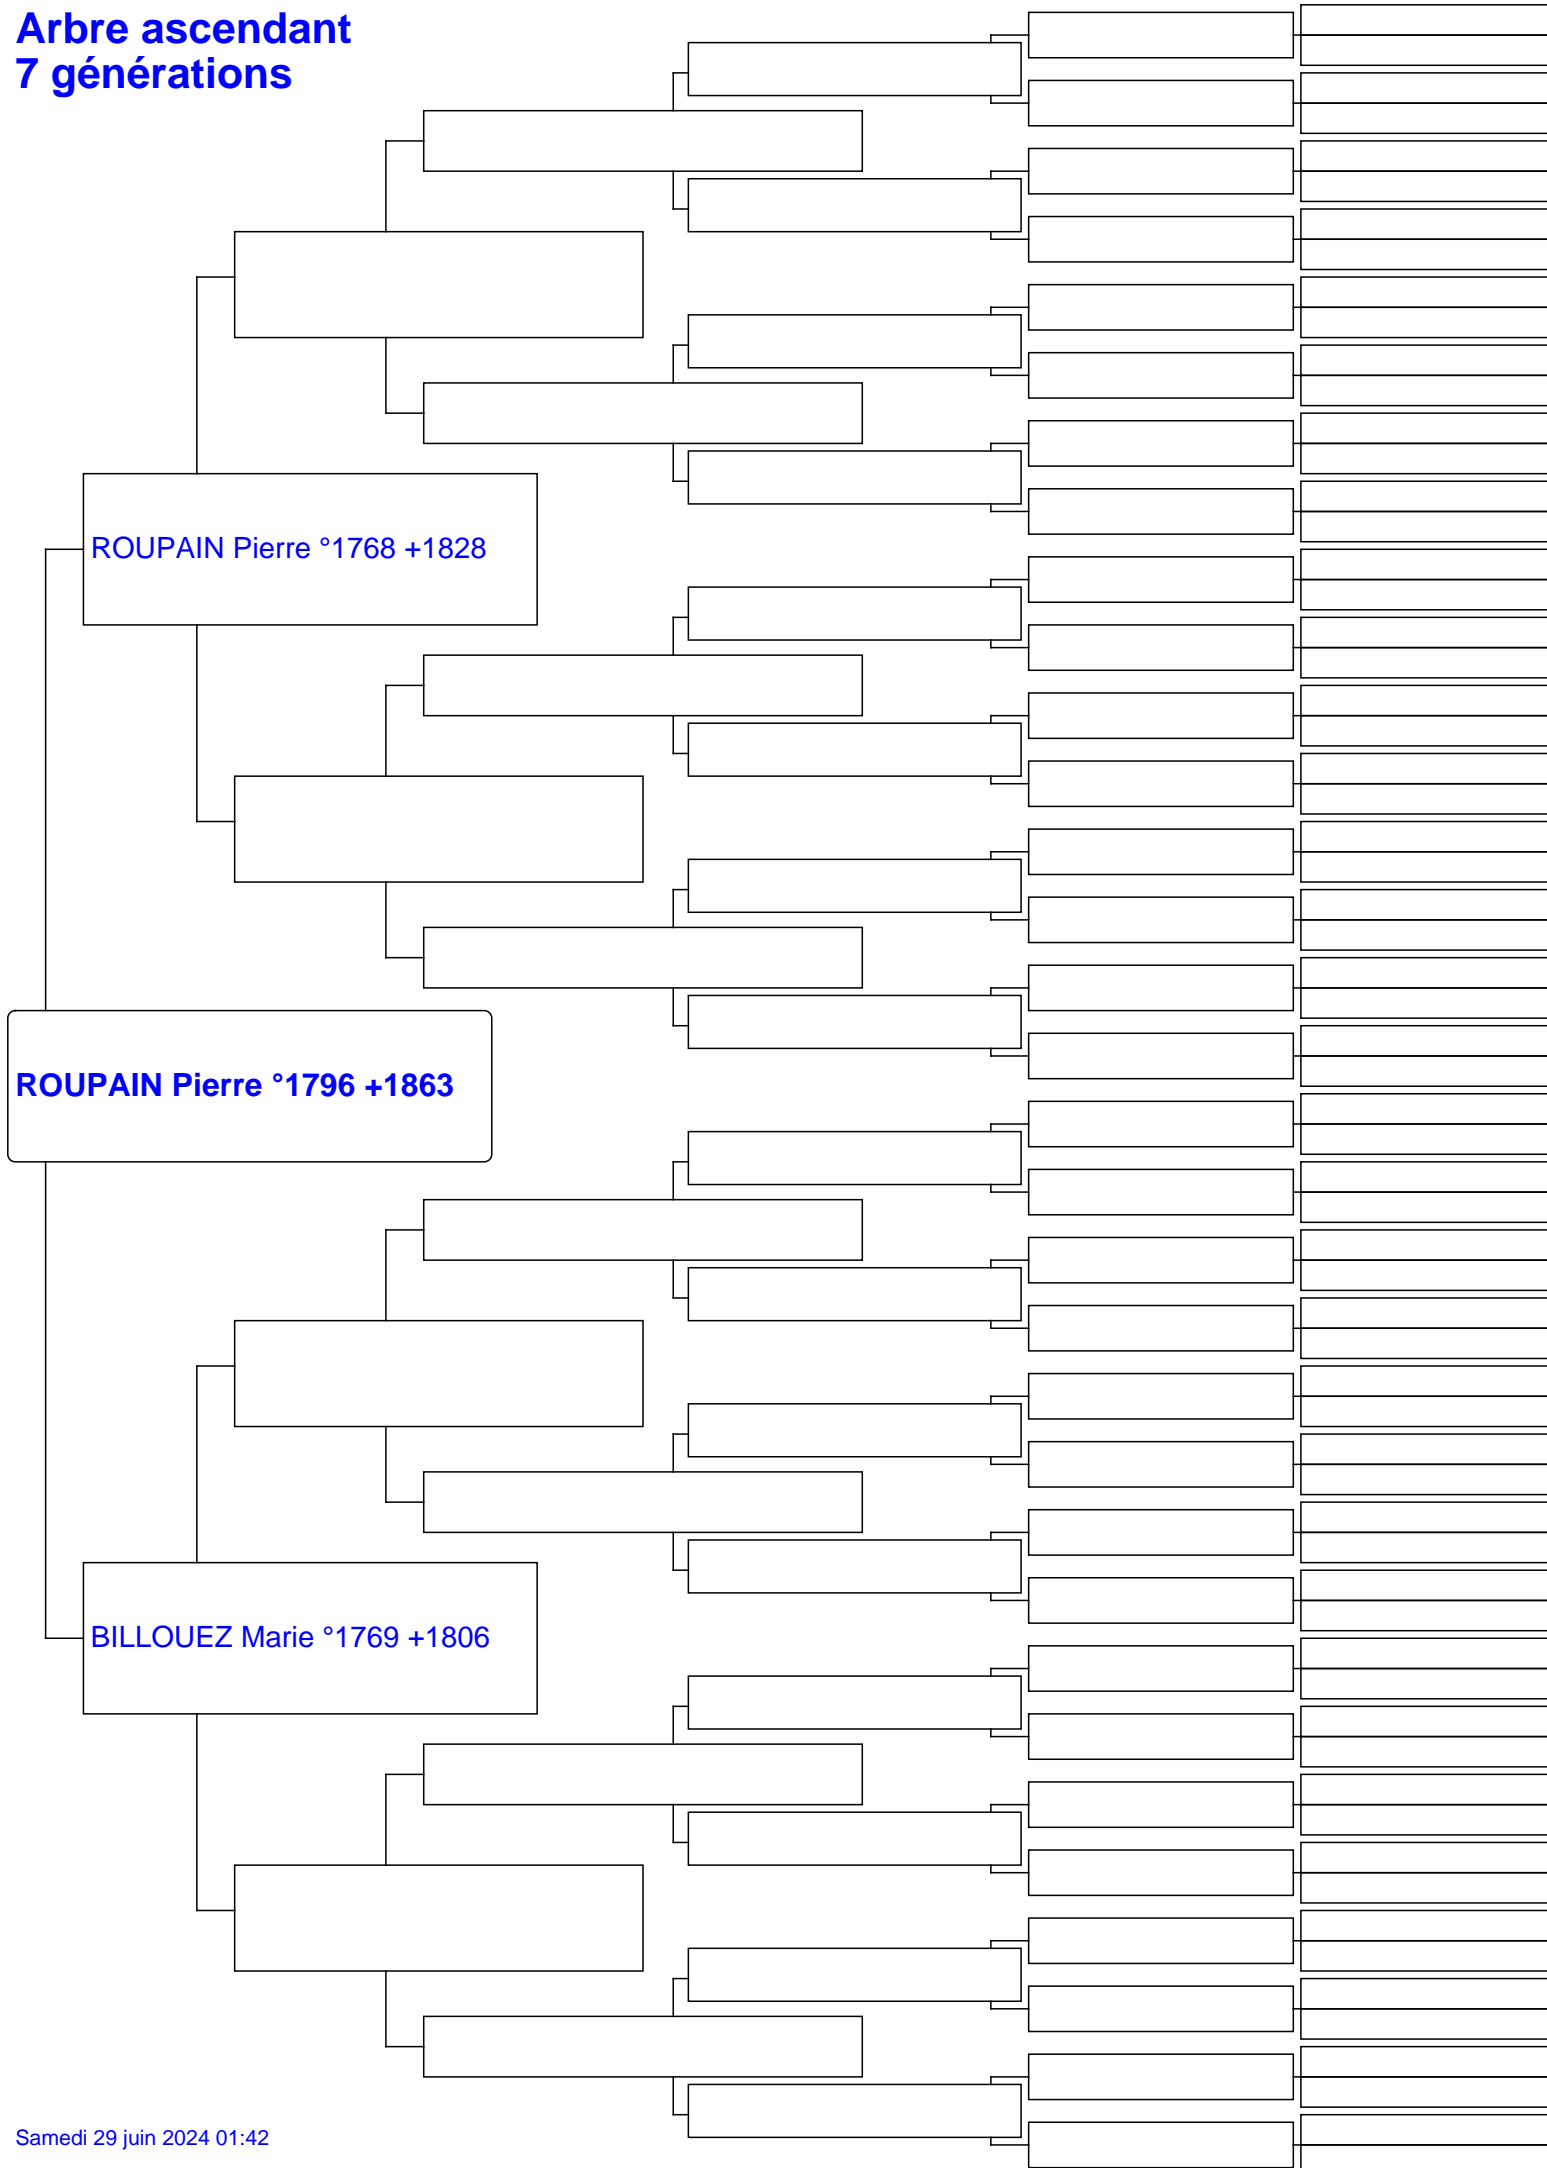 Arbre ascendant
7 générations
ROUPAIN Pierre °1768 +1828
ROUPAIN Pierre °1796 +1863
BILLOUEZ Marie °1769 +1806
Samedi 29 juin 2024 01:42